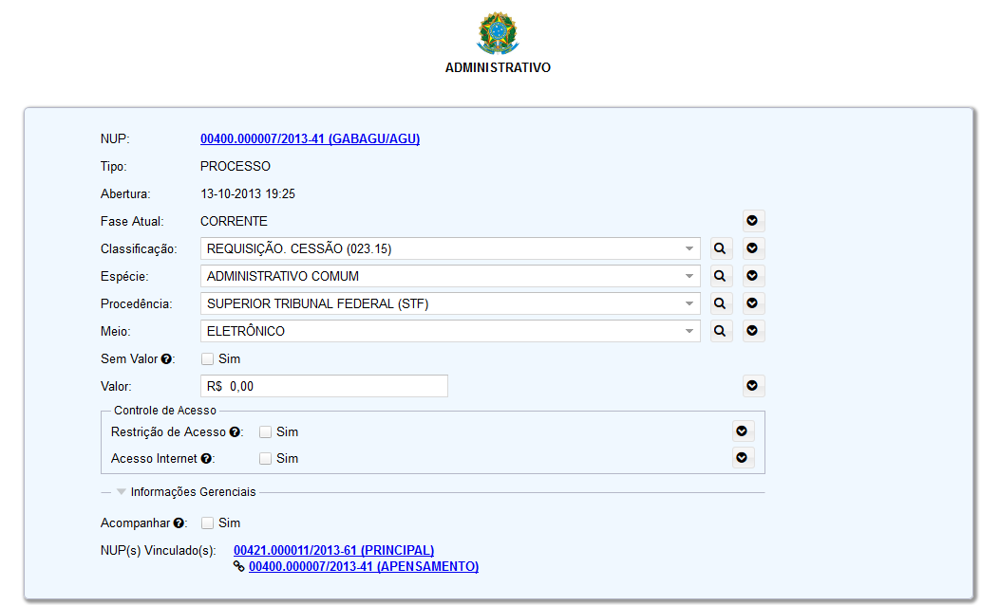 ADMINISTRATIVO
NUP: 00400.000007/2013-41 (GABAGU/AGU)
Tipo: PROCESSO
Abertura: 13-10-2013 19:25
Fase Atual: CORRENTE
Classificação: REQUISIÇÃO. CESSÃO (023.15)
Espécie: ADMINISTRATIVO COMUM
Procedência: SUPERIOR TRIBUNAL FEDERAL (STF)
Meio: ELETRÔNICO
Sem Valor ?: Sim
Valor: R$ 0,00
Controle de Acesso
Restrição de Acesso ?: Sim
Acesso Internet ?: Sim
Informações Gerenciais
Acompanhar ?: Sim
NUP(s) Vinculado(s): 00421.000011/2013-61 (PRINCIPAL)
00400.000007/2013-41 (APENSAMENTO)